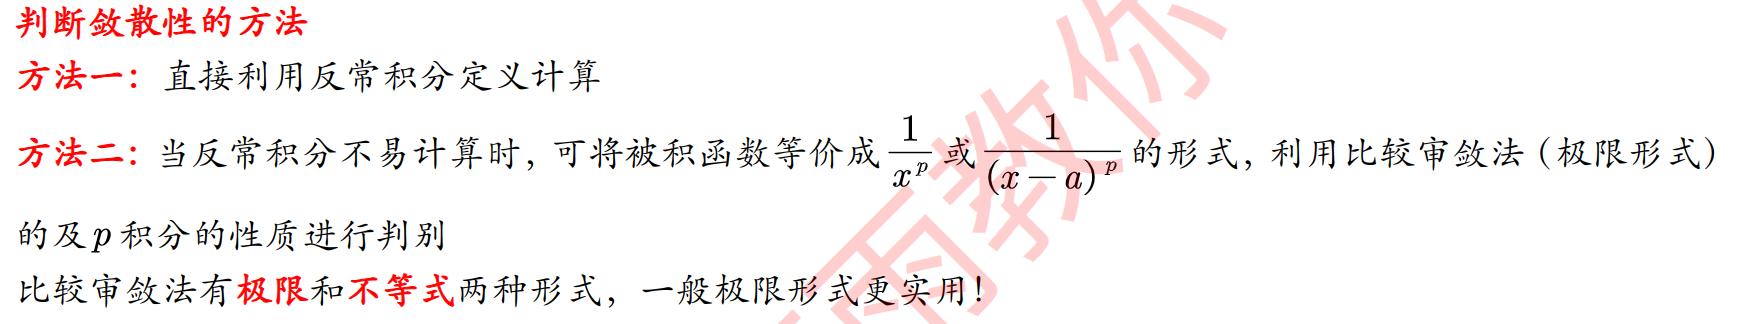 判断敛散性的方法
方法一：直接利用反常积分定义计算
方法二：当反常积分不易计算时，可将被积函数等价成 1/x^p 或 1/(x-a)^p 的形式，利用比较审敛法（极限形式）
的及p积分的性质进行判别
比较审敛法有极限和不等式两种形式，一般极限形式更实用！
雨教你